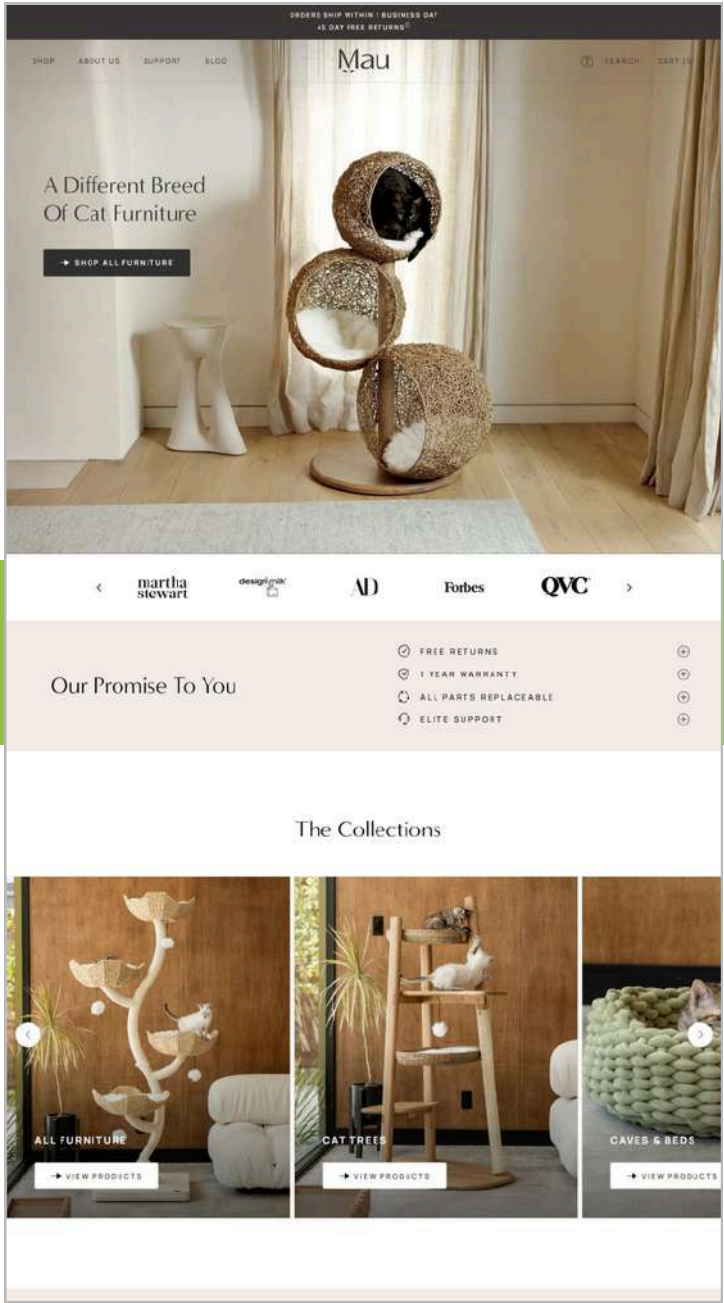 ORDERS SHIP WITHIN 1 BUSINESS DAY
45 DAY FREE RETURNS
SHOP ABOUT US SUPPORT BLOG
Mau
SEARCH CART
A Different Breed
Of Cat Furniture
SHOP ALL FURNITURE
martha
stewart
design milk
AD
Forbes
QVC
Our Promise To You
FREE RETURNS
1 YEAR WARRANTY
ALL PARTS REPLACEABLE
ELITE SUPPORT
The Collections
ALL FURNITURE
VIEW PRODUCTS
CAT TREES
VIEW PRODUCTS
CAVES & BEDS
VIEW PRODUCTS